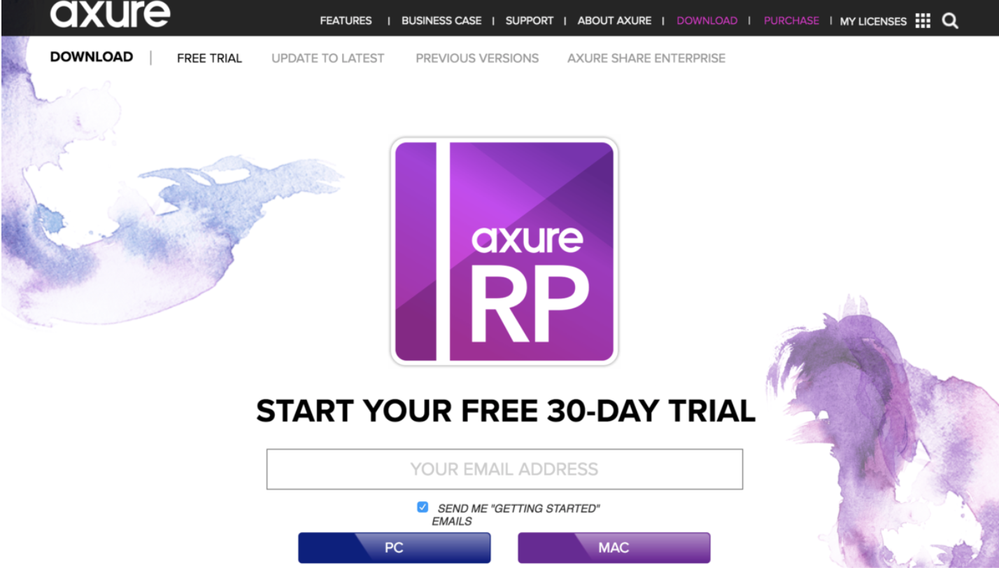 axure
FEATURES | BUSINESS CASE | SUPPORT | ABOUT AXURE | DOWNLOAD | PURCHASE | MY LICENSES
DOWNLOAD | FREE TRIAL UPDATE TO LATEST PREVIOUS VERSIONS AXURE SHARE ENTERPRISE
axure
RP
START YOUR FREE 30-DAY TRIAL
YOUR EMAIL ADDRESS
SEND ME "GETTING STARTED"
EMAILS
PC MAC